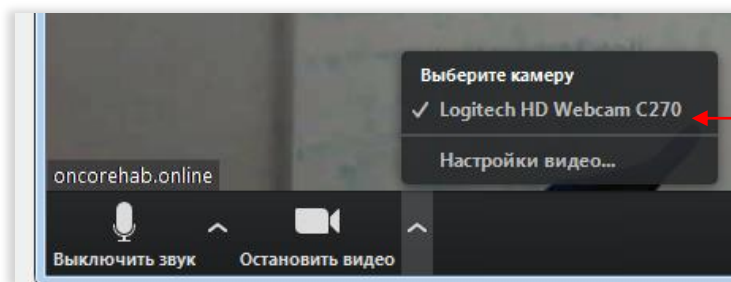 Выберите камеру
✓ Logitech HD Webcam C270
Настройки видео...
oncorehab.online
Выключить звук
Остановить видео